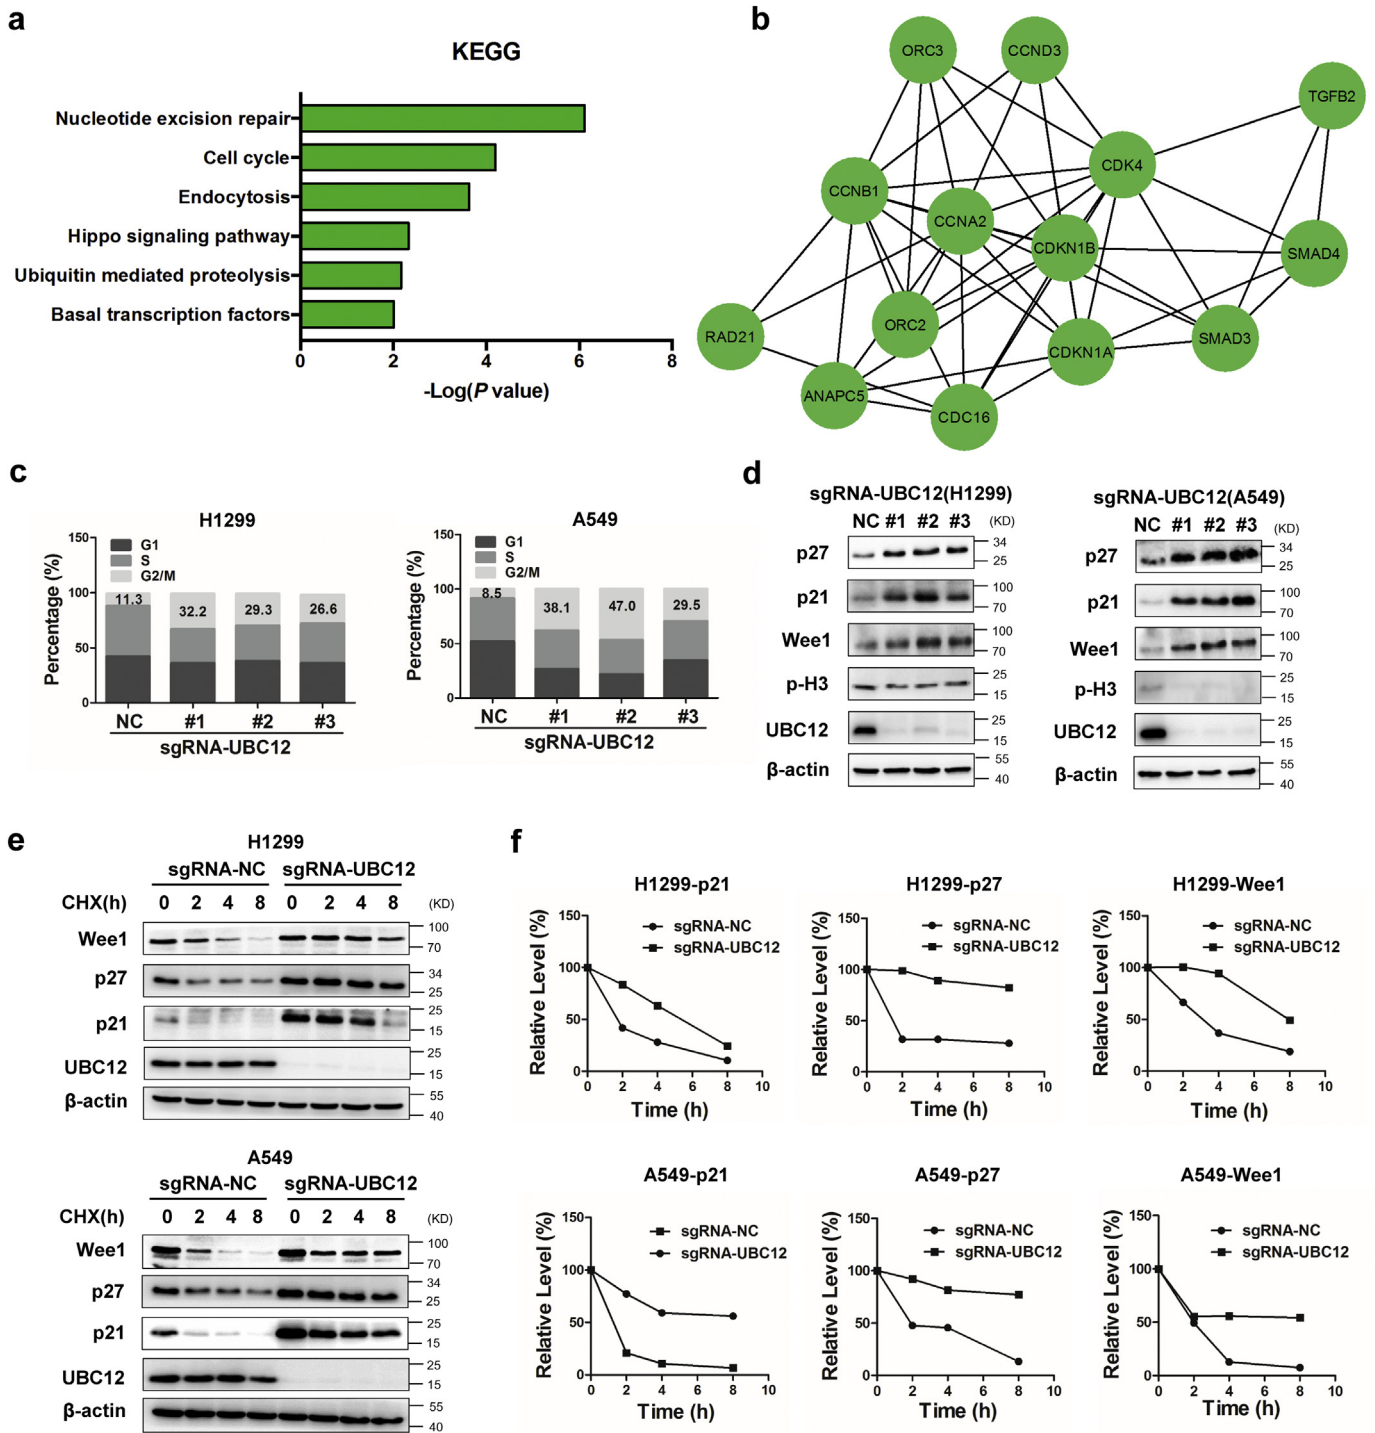 a
KEGG
Nucleotide excision repair
Cell cycle
Endocytosis
Hippo signaling pathway
Ubiquitin mediated proteolysis
Basal transcription factors
0 2 4 6 8
-Log(P value)
b
ORC3
CCND3
TGFB2
CDK4
CCNB1
CCNA2
CDKN1B
SMAD4
RAD21
ORC2
CDKN1A
SMAD3
ANAPC5
CDC16
c
H1299
Percentage (%)
150
100
50
0
G1
S
G2/M
11.3 32.2 29.3 26.6
NC #1 #2 #3
sgRNA-UBC12
A549
Percentage (%)
150
100
50
0
G1
S
G2/M
8.5 38.1 47.0 29.5
NC #1 #2 #3
sgRNA-UBC12
d
sgRNA-UBC12(H1299)
NC #1 #2 #3 (KD)
p27 34
25
p21 100
70
Wee1 100
70
p-H3 25
15
UBC12 25
15
β-actin 55
40
sgRNA-UBC12(A549)
NC #1 #2 #3 (KD)
p27 34
25
p21 100
70
Wee1 100
70
p-H3 25
15
UBC12 25
15
β-actin 55
40
e
H1299
sgRNA-NC sgRNA-UBC12
CHX(h) 0 2 4 8 0 2 4 8 (KD)
Wee1 100
70
p27 34
25
p21 25
15
UBC12 25
15
β-actin 55
40
A549
sgRNA-NC sgRNA-UBC12
CHX(h) 0 2 4 8 0 2 4 8 (KD)
Wee1 100
70
p27 34
25
p21 25
15
UBC12 25
15
β-actin 55
40
f
H1299-p21
Relative Level (%)
150
100
50
0
sgRNA-NC
sgRNA-UBC12
0 2 4 6 8 10
Time (h)
H1299-p27
Relative Level (%)
150
100
50
0
sgRNA-NC
sgRNA-UBC12
0 2 4 6 8 10
Time (h)
H1299-Wee1
Relative Level (%)
150
100
50
0
sgRNA-NC
sgRNA-UBC12
0 2 4 6 8 10
Time (h)
A549-p21
Relative Level (%)
150
100
50
0
sgRNA-NC
sgRNA-UBC12
0 2 4 6 8 10
Time (h)
A549-p27
Relative Level (%)
150
100
50
0
sgRNA-NC
sgRNA-UBC12
0 2 4 6 8 10
Time (h)
A549-Wee1
Relative Level (%)
150
100
50
0
sgRNA-NC
sgRNA-UBC12
0 2 4 6 8 10
Time (h)